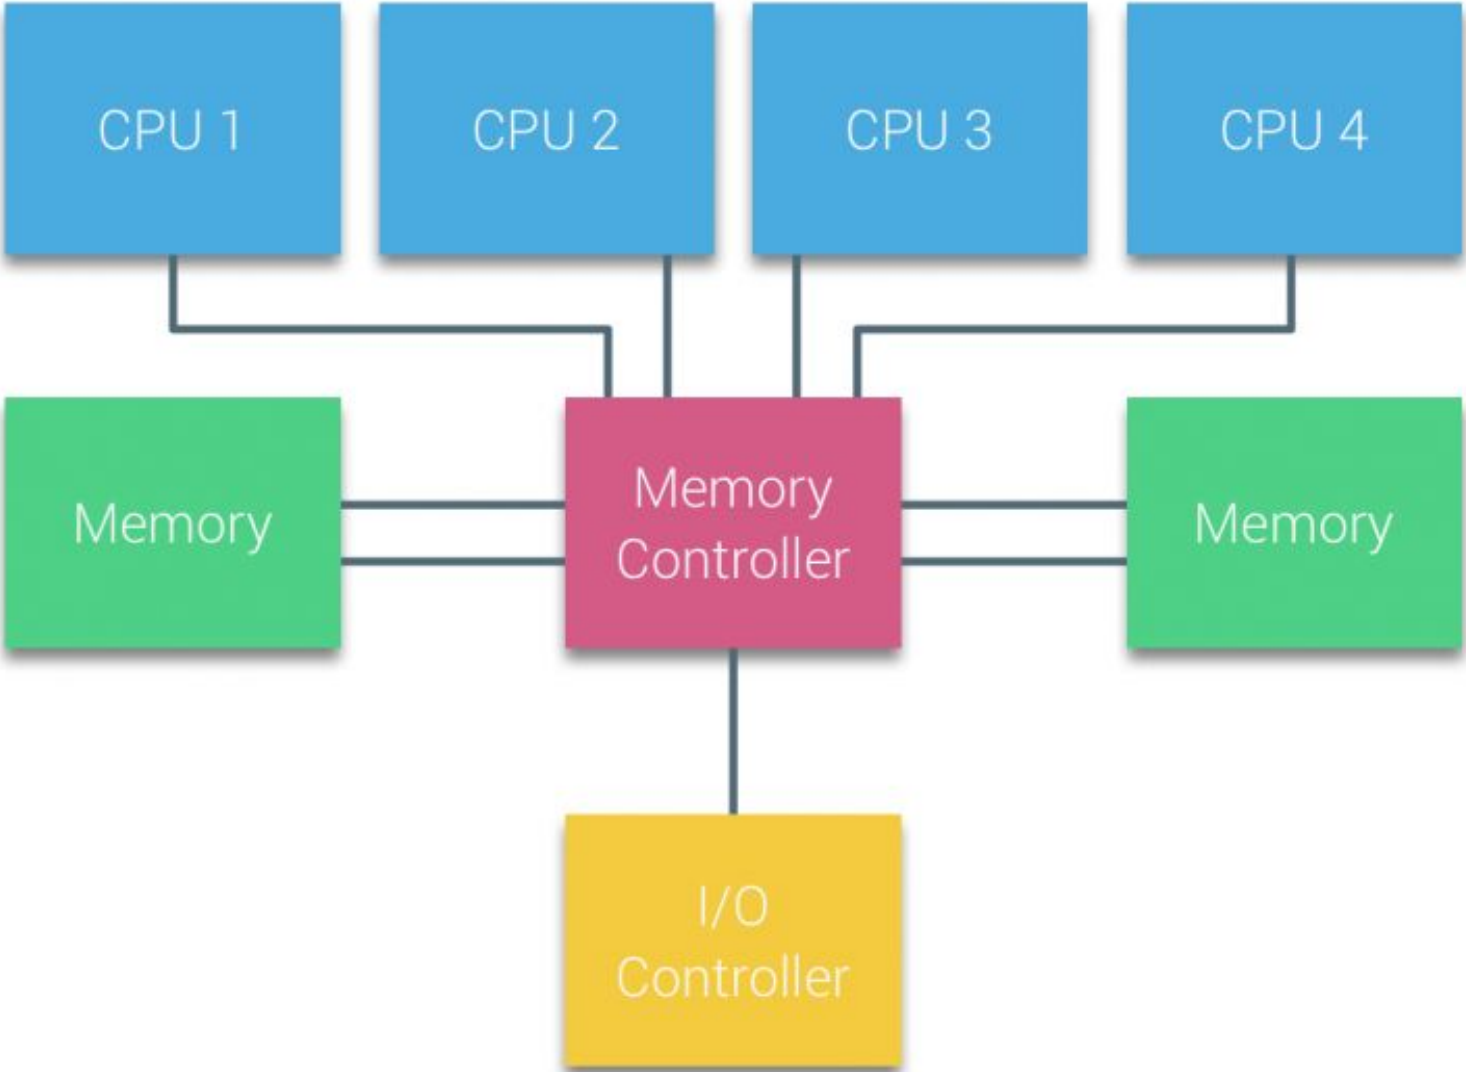 CPU 1
CPU 2
CPU 3
CPU 4
Memory
Memory
Controller
Memory
I/O
Controller